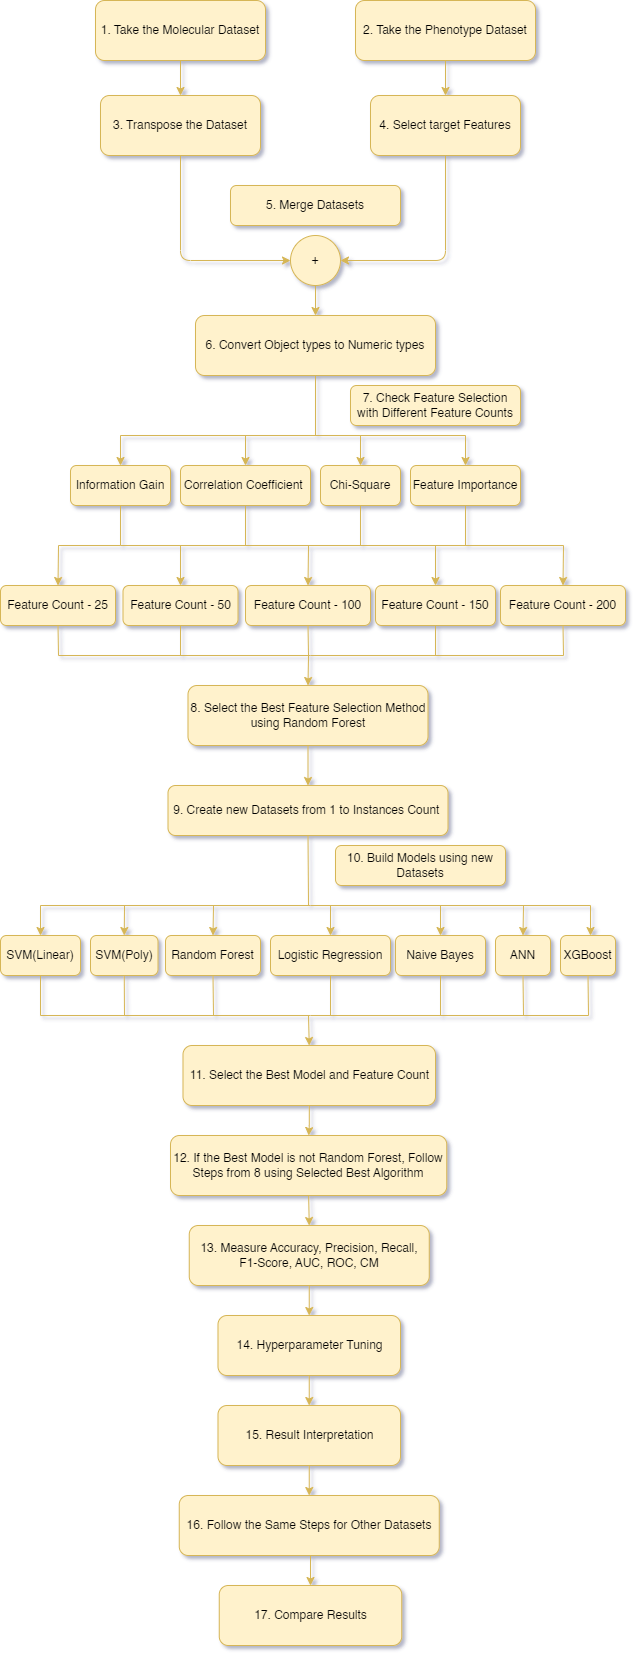 1. Take the Molecular Dataset
2. Take the Phenotype Dataset
3. Transpose the Dataset
4. Select target Features
5. Merge Datasets
+
6. Convert Object types to Numeric types
7. Check Feature Selection
with Different Feature Counts
Information Gain
Correlation Coefficient
Chi-Square
Feature Importance
Feature Count - 25
Feature Count - 50
Feature Count - 100
Feature Count - 150
Feature Count - 200
8. Select the Best Feature Selection Method
using Random Forest
9. Create new Datasets from 1 to Instances Count
10. Build Models using new
Datasets
SVM(Linear)
SVM(Poly)
Random Forest
Logistic Regression
Naive Bayes
ANN
XGBoost
11. Select the Best Model and Feature Count
12. If the Best Model is not Random Forest, Follow
Steps from 8 using Selected Best Algorithm
13. Measure Accuracy, Precision, Recall,
F1-Score, AUC, ROC, CM
14. Hyperparameter Tuning
15. Result Interpretation
16. Follow the Same Steps for Other Datasets
17. Compare Results